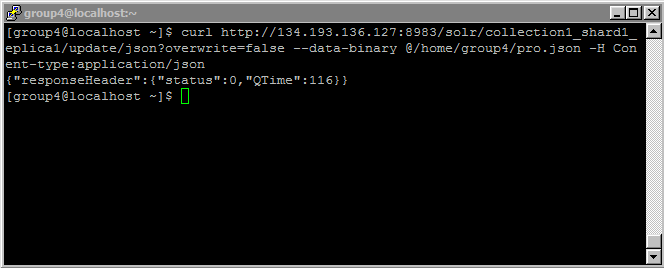 group4@localhost:~
[group4@localhost ~]$ curl http://134.193.136.127:8983/solr/collection1_shard1_
eplica1/update/json?overwrite=false --data-binary @/home/group4/pro.json -H Con
ent-type:application/json
{"responseHeader":{"status":0,"QTime":116}}
[group4@localhost ~]$